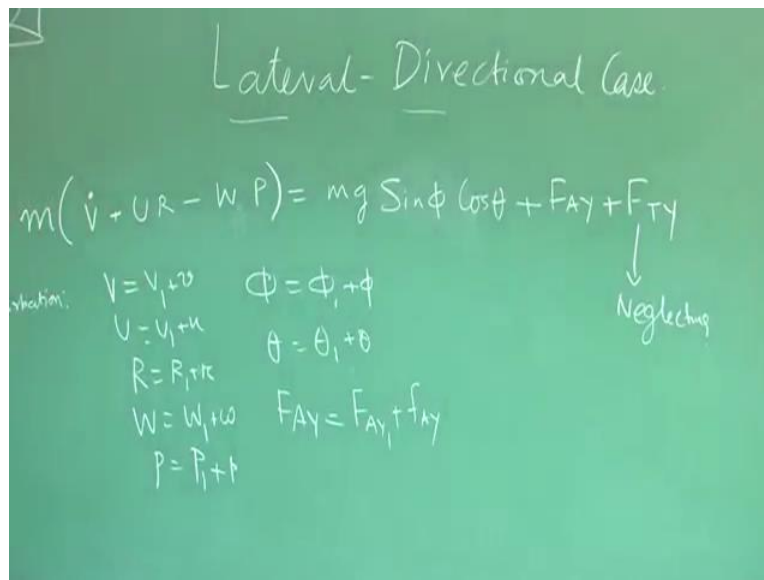 Lateral-Directional Case.
m(V̇ + UR - WP) = mg Sinϕ Cosθ + FAY + FTY
Neglecting
V = V₁+v Φ = Φ₁+ϕ
U = U₁+u θ = θ₁+θ
R = R₁+r
W = W₁+w FAY = FAY₁ + fAY
P = P₁+p